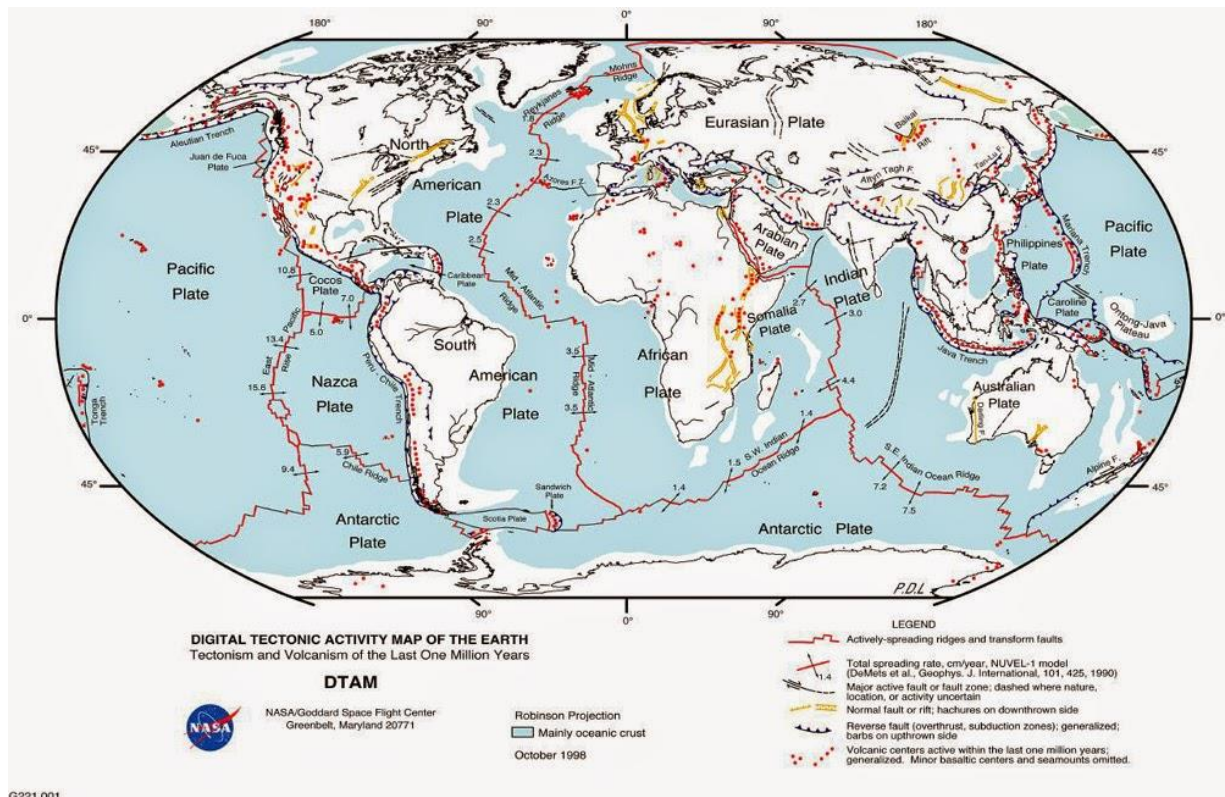 180°
90°
0°
90°
180°
Mohns
Ridge
Reykjanes
Ridge
1.8
Aleutian Trench
45°
Juan de Fuca
Plate
North
American
Plate
2.3
Azores F.Z.
2.3
2.5
Eurasian Plate
Baikal
Rift
Altyn Tagh F.
Tan-Lu F.
45°
Pacific
Plate
10.8
Cocos
Plate
7.0
Caribbean
Plate
Mid-Atlantic
Ridge
Arabian
Plate
Indian
Plate
Philippines
Plate
Mariana Trench
Pacific
Plate
0°
Pacific
5.0
South
American
Plate
African
Plate
Somalia
Plate
2.7
3.0
Caroline
Plate
Ontong-Java
Plateau
0°
13.4
East
Rise
15.6
Nazca
Plate
Peru-Chile Trench
3.5
Mid-Atlantic
Ridge
3.5
4.4
Java Trench
Australian
Plate
Darling F.
Tonga
Trench
9.4
5.9
Chile Ridge
1.4
S.W. Indian
Ocean Ridge
1.5
1.4
S.E. Indian Ocean Ridge
7.2
7.5
Alpine F.
45°
45°
Antarctic
Plate
Scotia Plate
Sandwich
Plate
Antarctic Plate
P.D.L
90°
0°
90°
DIGITAL TECTONIC ACTIVITY MAP OF THE EARTH
Tectonism and Volcanism of the Last One Million Years
DTAM
NASA
NASA/Goddard Space Flight Center
Greenbelt, Maryland 20771
Robinson Projection
Mainly oceanic crust
October 1998
LEGEND
Actively-spreading ridges and transform faults
1.4
Total spreading rate, cm/year, NUVEL-1 model
(DeMets et al., Geophys. J. International, 101, 425, 1990)
Major active fault or fault zone; dashed where nature,
location, or activity uncertain
Normal fault or rift; hachures on downthrown side
Reverse fault (overthrust, subduction zones); generalized;
barbs on upthrown side
Volcanic centers active within the last one million years;
generalized. Minor basaltic centers and seamounts omitted.